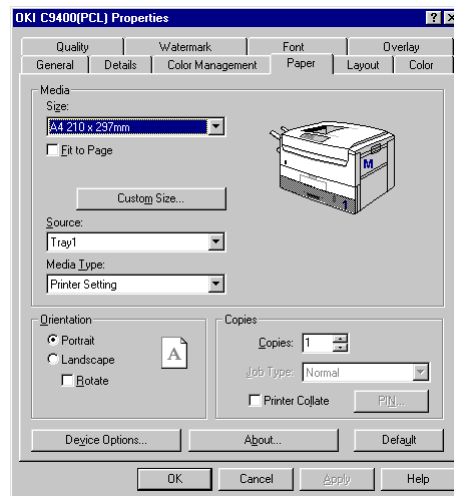 OKI C9400(PCL) Properties
Quality Watermark Font Overlay
General Details Color Management Paper Layout Color
Media
Size:
A4 210 x 297mm
Fit to Page
Custom Size...
Source:
Tray1
Media Type:
Printer Setting
M
1
Orientation
Portrait
Landscape
Rotate
A
Copies
Copies: 1
Job Type: Normal
Printer Collate PIN...
Device Options... About... Default
OK Cancel Apply Help